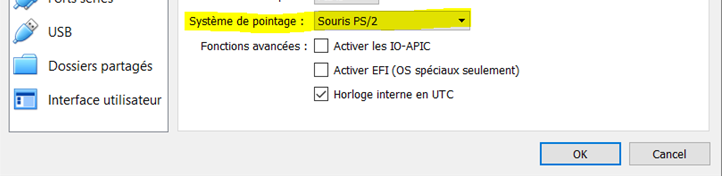 Ports séries
USB
Dossiers partagés
Interface utilisateur
Système de pointage : Souris PS/2
Fonctions avancées : Activer les IO-APIC
Activer EFI (OS spéciaux seulement)
Horloge interne en UTC
OK Cancel